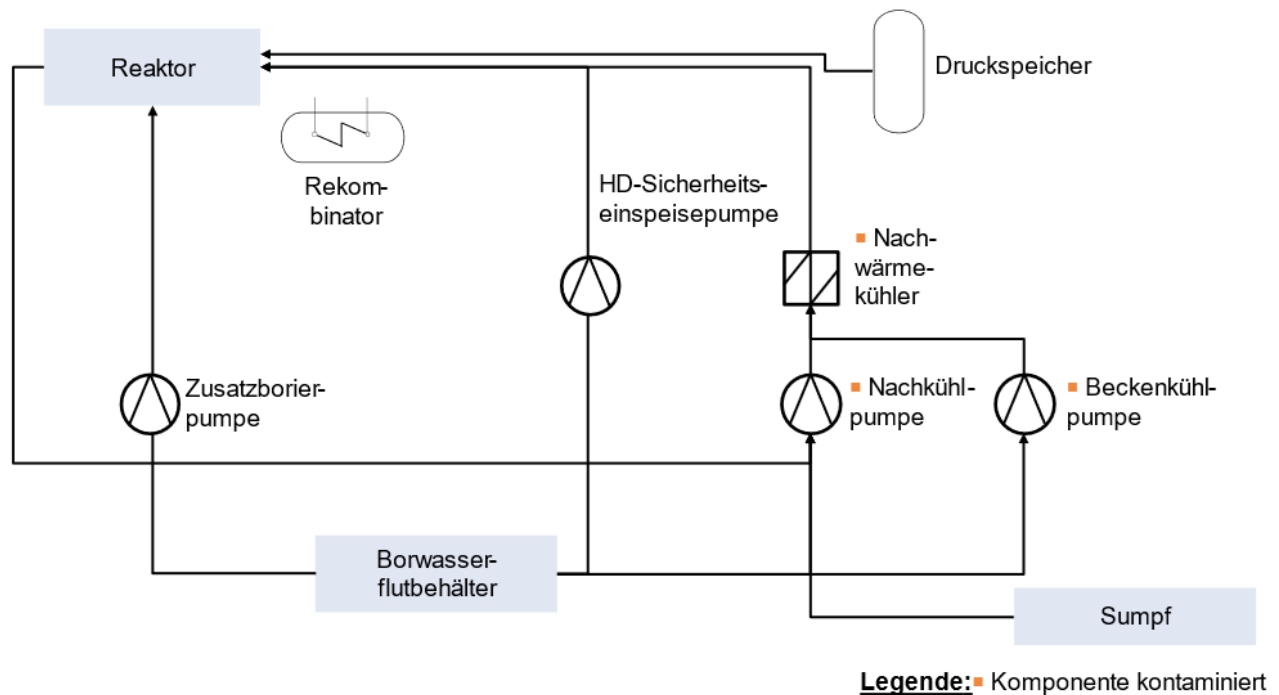 Reaktor
Druckspeicher
Rekom-
binator
HD-Sicherheits-
einspeisepumpe
Nach-
wärme-
kühler
Zusatzborier-
pumpe
Nachkühl-
pumpe
Beckenkühl-
pumpe
Borwasser-
flutbehälter
Sumpf
Legende: Komponente kontaminiert